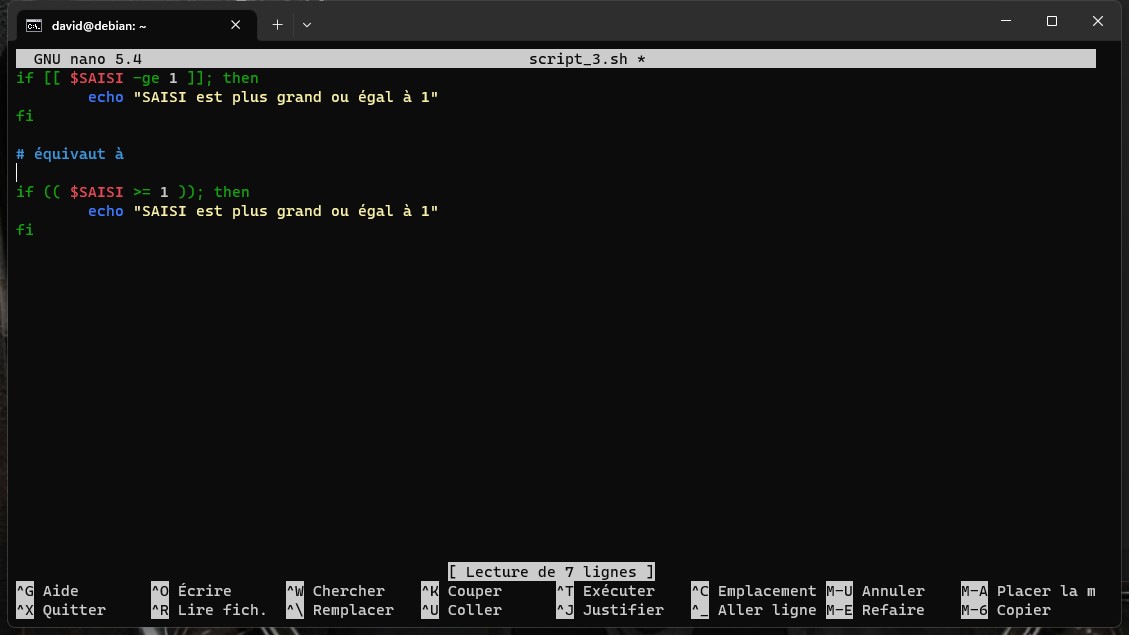 david@debian: ~
GNU nano 5.4 script_3.sh *
if [[ $SAISI -ge 1 ]]; then
echo "SAISI est plus grand ou égal à 1"
fi
# équivaut à
if (( $SAISI >= 1 )); then
echo "SAISI est plus grand ou égal à 1"
fi
[ Lecture de 7 lignes ]
^G Aide ^O Écrire ^W Chercher ^K Couper ^T Exécuter ^C Emplacement M-U Annuler M-A Placer la m
^X Quitter ^R Lire fich. ^\ Remplacer ^U Coller ^J Justifier ^_ Aller ligne M-E Refaire M-6 Copier